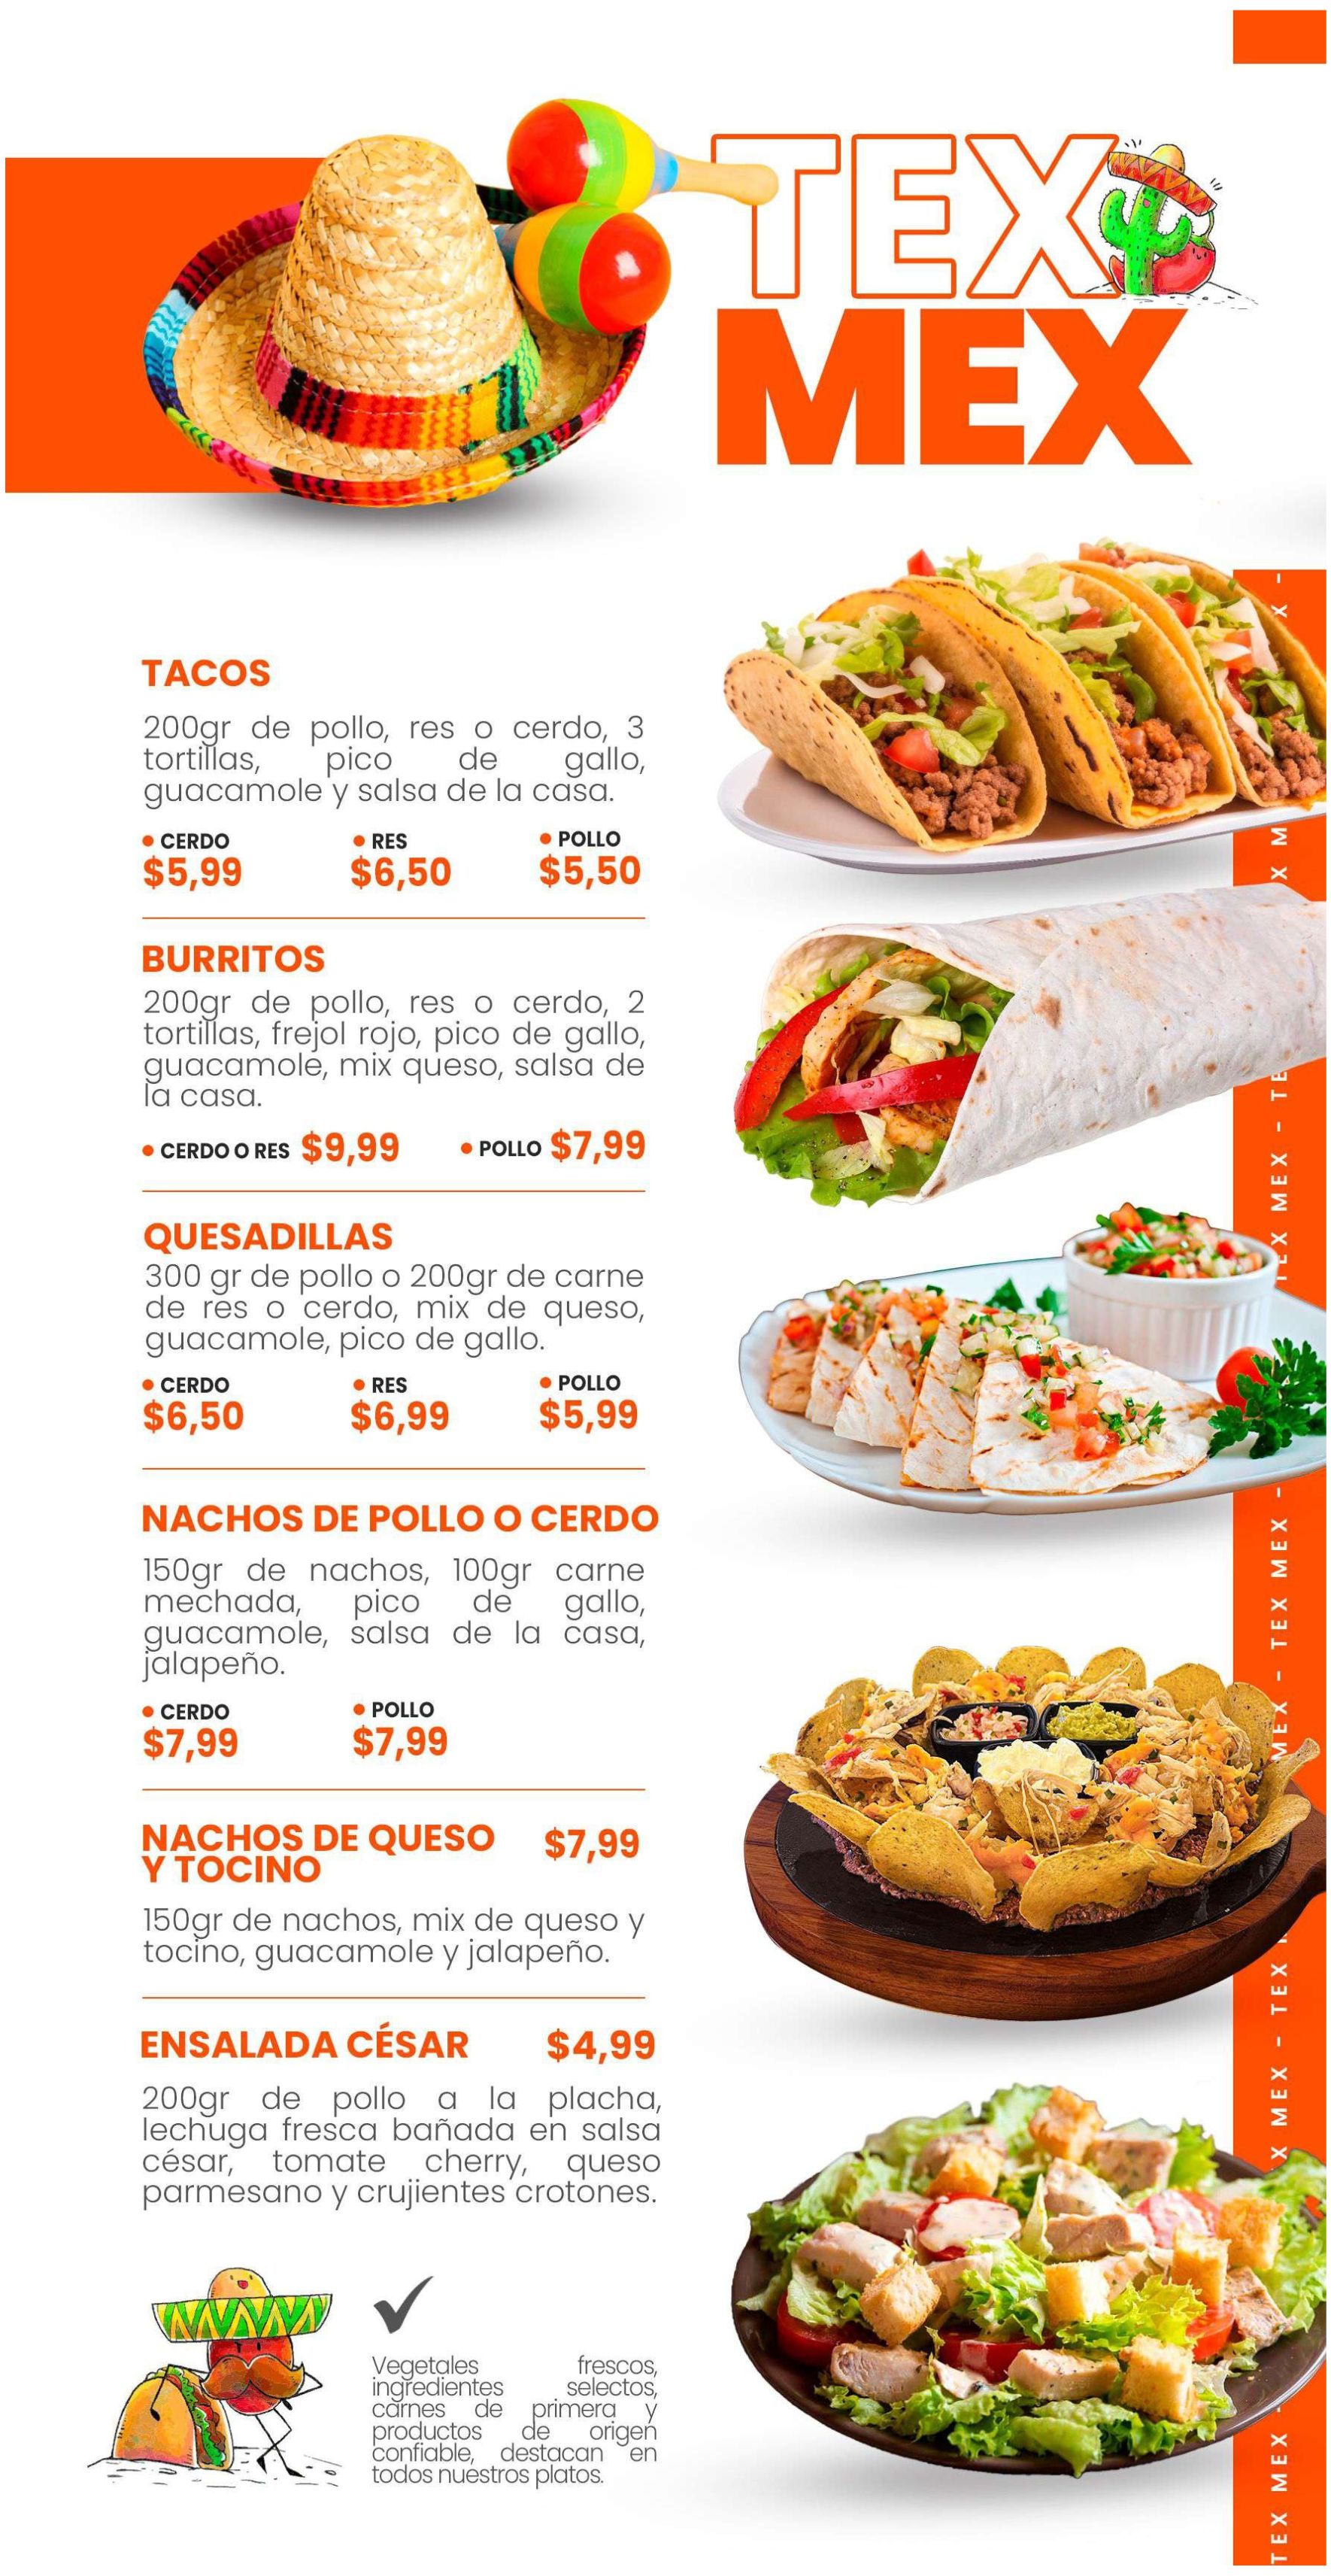 TEX
MEX
TACOS
200gr de pollo, res o cerdo, 3
tortillas, pico de gallo,
guacamole y salsa de la casa.
• CERDO • RES • POLLO
$5,99 $6,50 $5,50
BURRITOS
200gr de pollo, res o cerdo, 2
tortillas, frejol rojo, pico de gallo,
guacamole, mix queso, salsa de
la casa.
• CERDO O RES $9,99 • POLLO $7,99
QUESADILLAS
300 gr de pollo o 200gr de carne
de res o cerdo, mix de queso,
guacamole, pico de gallo.
• CERDO • RES • POLLO
$6,50 $6,99 $5,99
NACHOS DE POLLO O CERDO
150gr de nachos, 100gr carne
mechada, pico de gallo,
guacamole, salsa de la casa,
jalapeño.
• CERDO • POLLO
$7,99 $7,99
NACHOS DE QUESO $7,99
Y TOCINO
150gr de nachos, mix de queso y
tocino, guacamole y jalapeño.
ENSALADA CÉSAR $4,99
200gr de pollo a la placha,
lechuga fresca bañada en salsa
césar, tomate cherry, queso
parmesano y crujientes crotones.
Vegetales frescos,
ingredientes selectos,
carnes de primera y
productos de origen
confiable, destacan en
todos nuestros platos.
TEX MEX - X MEX - TEX MEX - TEX MEX - TEX MEX - TE X M X -